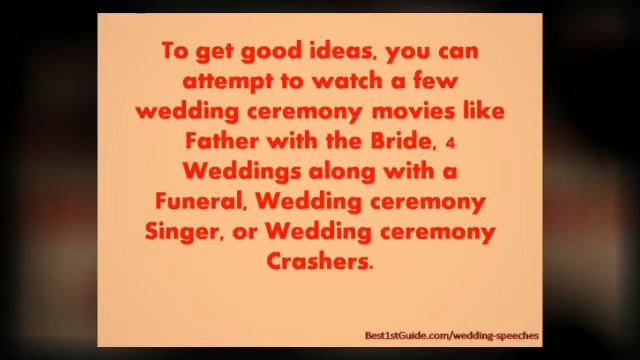 To get good ideas, you can
attempt to watch a few
wedding ceremony movies like
Father with the Bride, 4
Weddings along with a
Funeral, Wedding ceremony
Singer, or Wedding ceremony
Crashers.
Best1stGuide.com/wedding-speeches